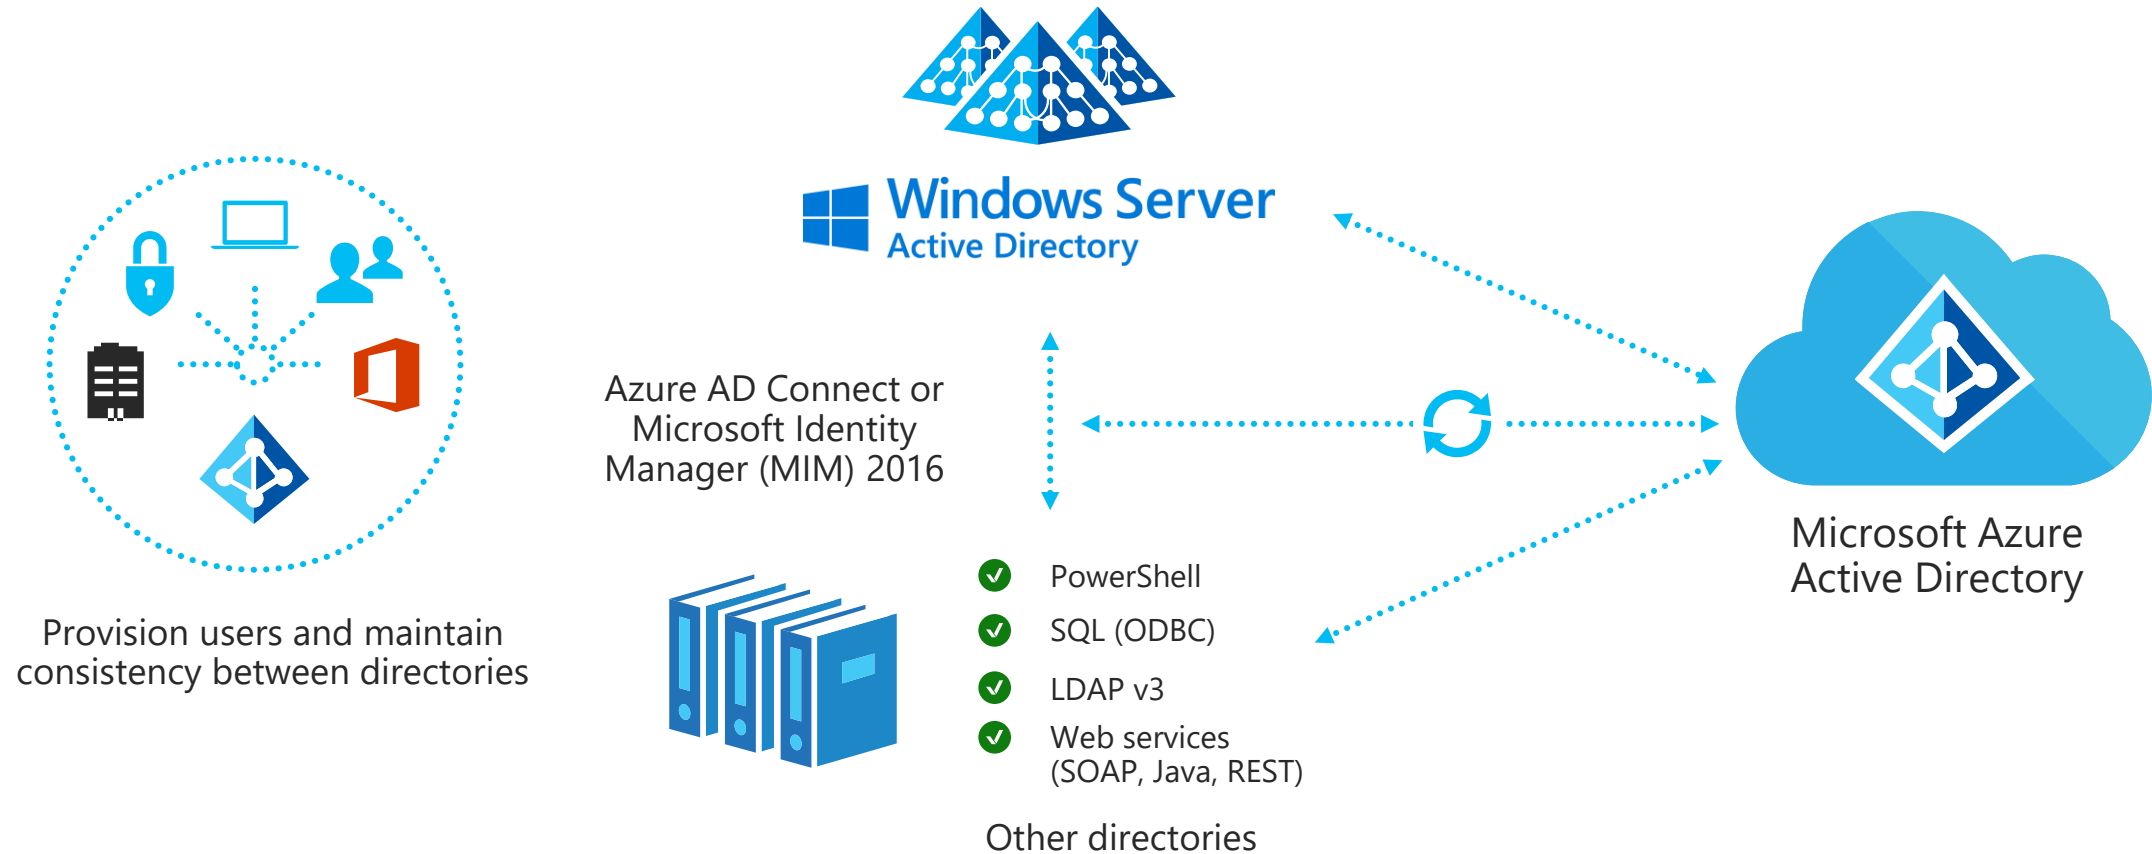 Windows Server
Active Directory
Azure AD Connect or
Microsoft Identity
Manager (MIM) 2016
Microsoft Azure
Active Directory
Provision users and maintain
consistency between directories
PowerShell
SQL (ODBC)
LDAP v3
Web services
(SOAP, Java, REST)
Other directories